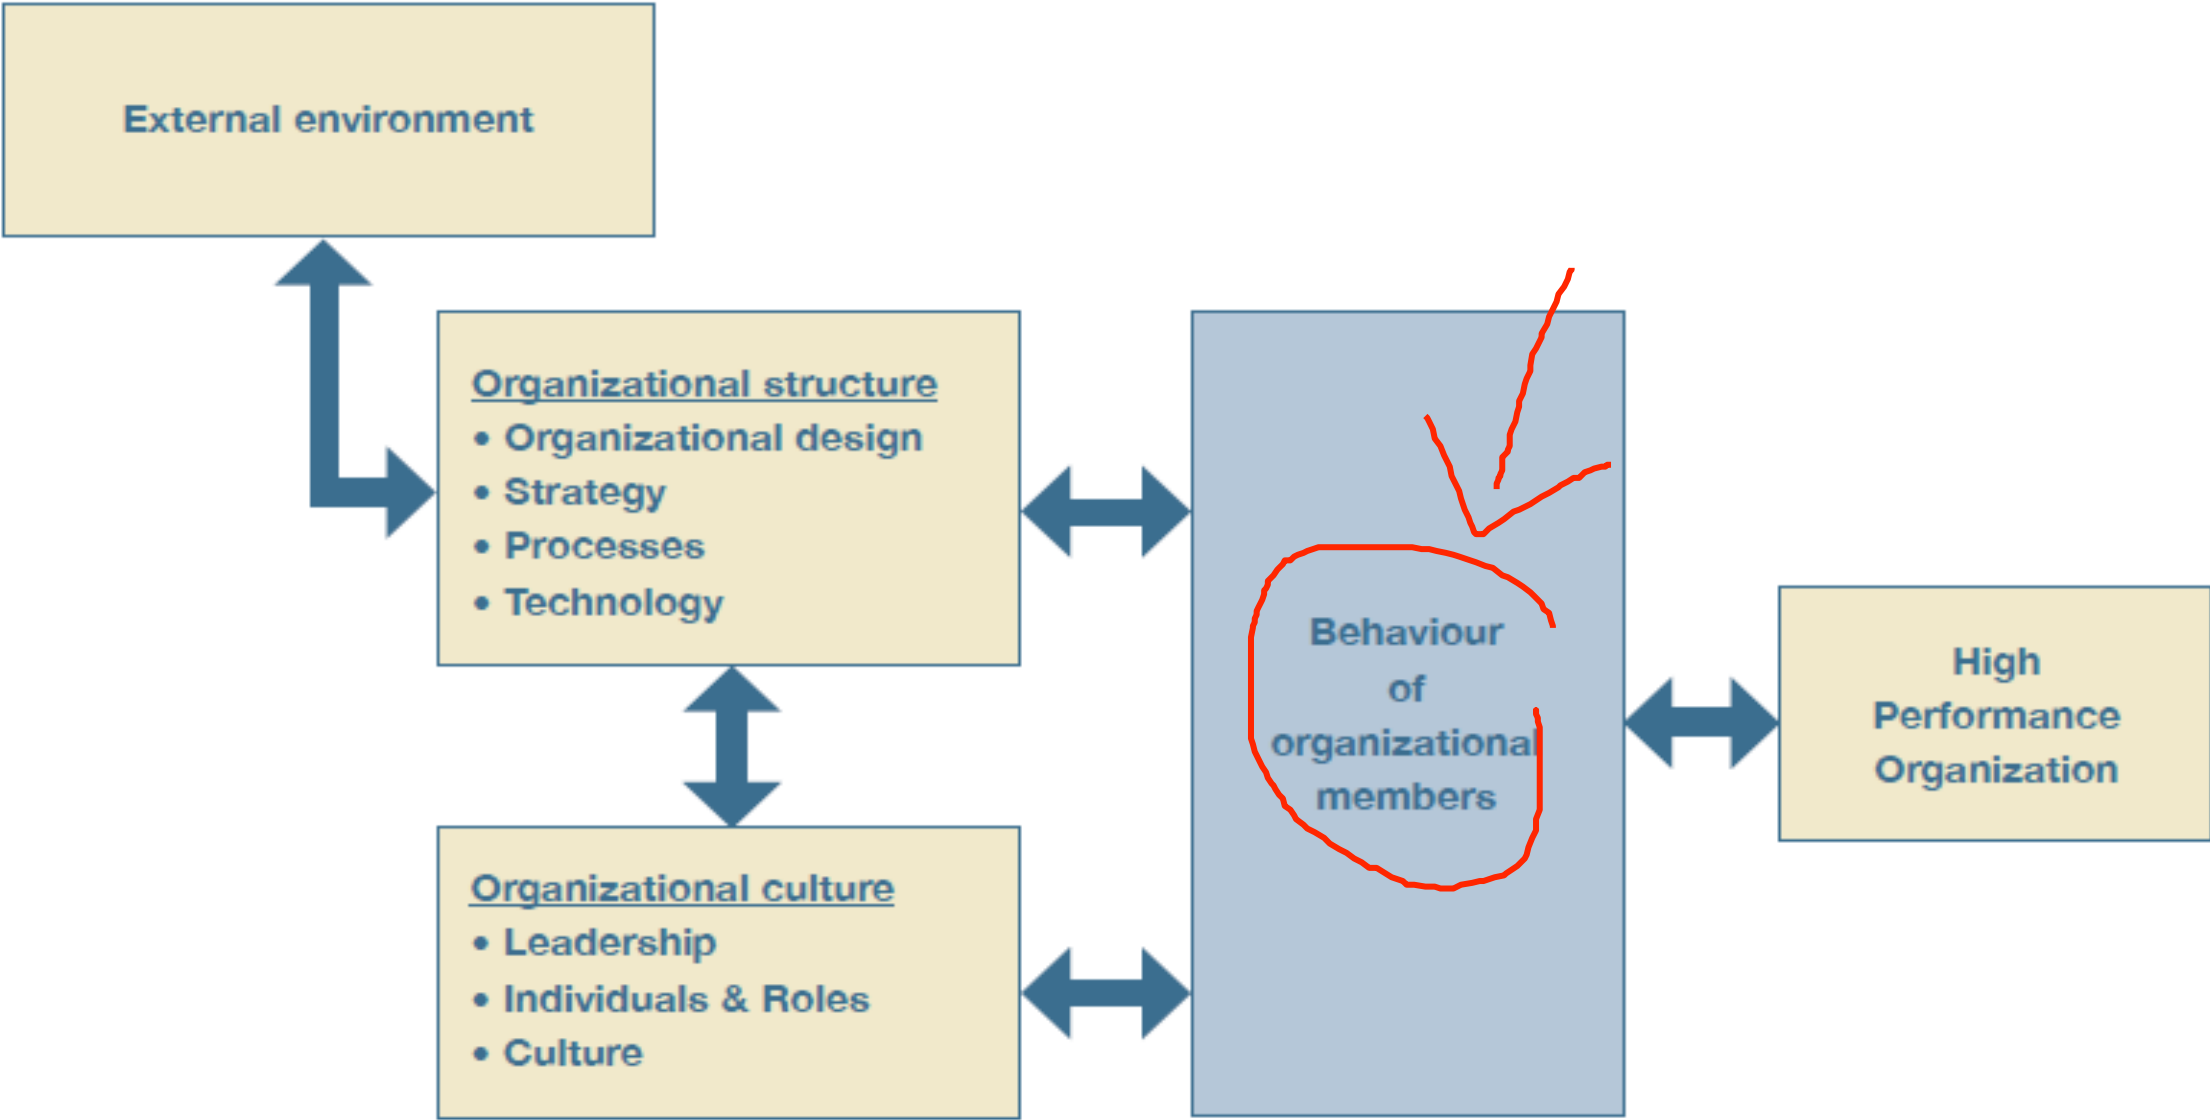 External environment
Organizational structure
• Organizational design
• Strategy
• Processes
• Technology
Organizational culture
• Leadership
• Individuals & Roles
• Culture
Behaviour
of
organizational
members
High
Performance
Organization